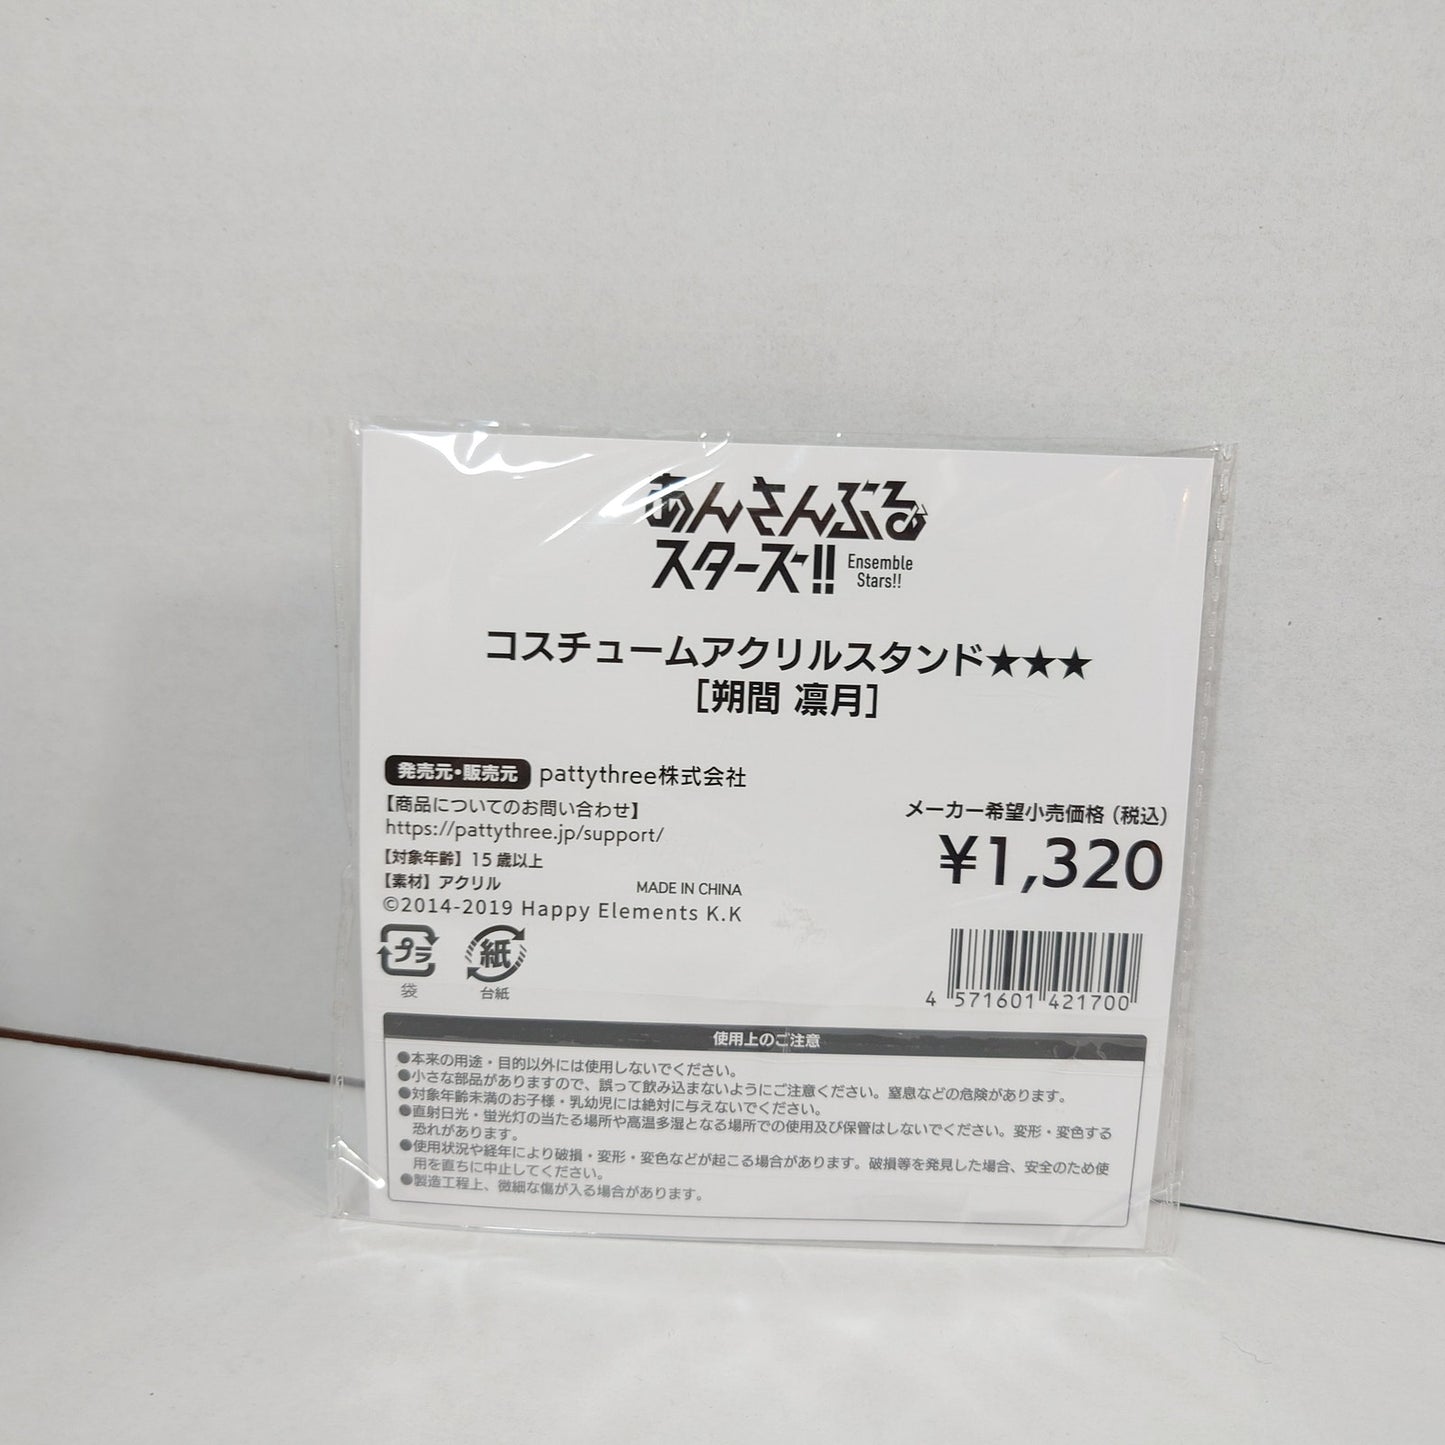 あんさんぶる
スターズ!!
Ensemble
Stars!!
コスチュームアクリルスタンド★★★
[朔間 凛月]
発売元・販売元 pattythree株式会社
【商品についてのお問い合わせ】
https://pattythree.jp/support/
【対象年齢】15歳以上
【素材】アクリル
MADE IN CHINA
©2014-2019 Happy Elements K.K
プラ
袋
紙
台紙
メーカー希望小売価格(税込)
¥1,320
4 571601 421700
使用上のご注意
●本来の用途・目的以外には使用しないでください。
●小さな部品がありますので、誤って飲み込まないようにご注意ください。窒息などの危険があります。
●対象年齢未満のお子様・乳幼児には絶対に与えないでください。
●直射日光・蛍光灯の当たる場所や高温多湿となる場所での使用及び保管はしないでください。変形・変色する
恐れがあります。
●使用状況や経年により破損・変形・変色などが起こる場合があります。破損等を発見した場合、安全のため使
用を直ちに中止してください。
●製造工程上、微細な傷が入る場合があります。